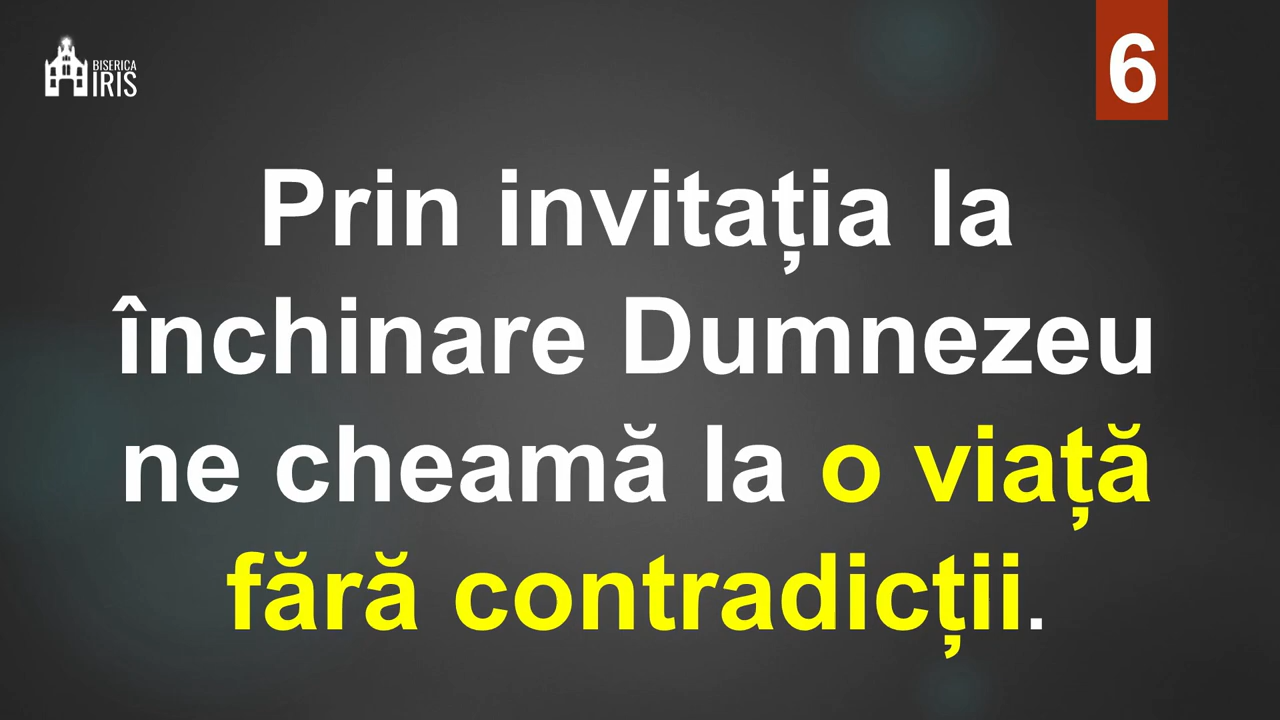 BISERICA
IRIS
6
Prin invitația la
închinare Dumnezeu
ne cheamă la o viață
fără contradicții.